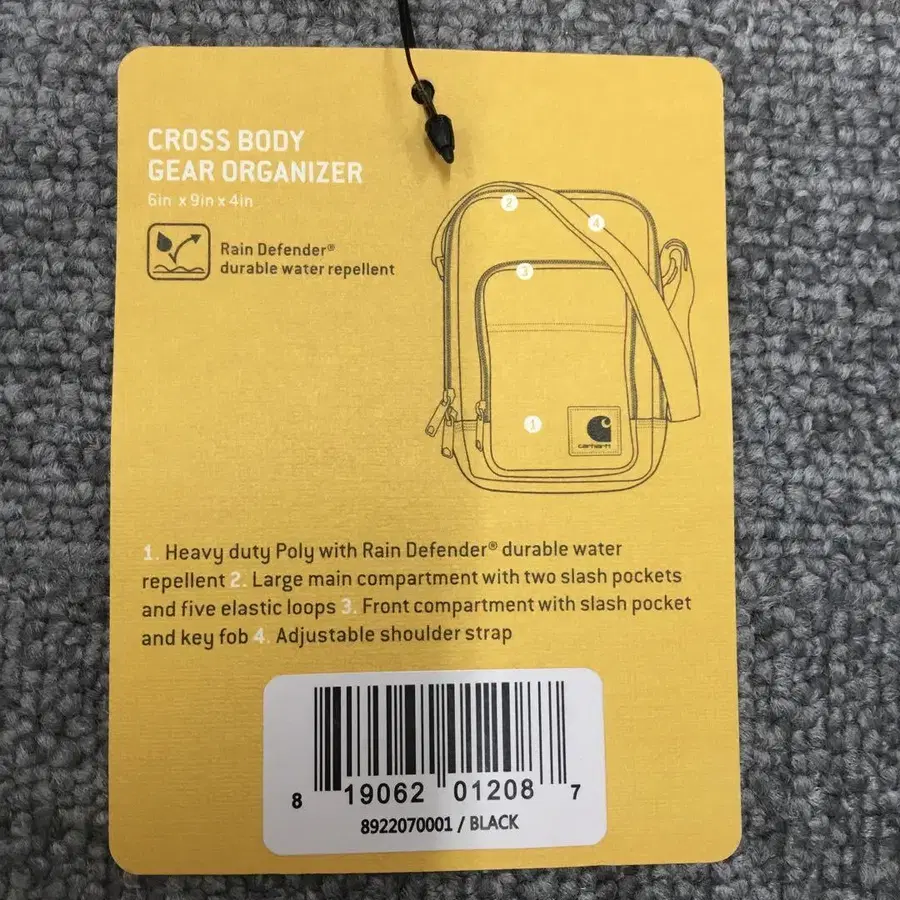 CROSS BODY
GEAR ORGANIZER
6in x 9in x 4in
Rain Defender®
durable water repellent
2
4
3
1
carhartt
1. Heavy duty Poly with Rain Defender® durable water
repellent 2. Large main compartment with two slash pockets
and five elastic loops 3. Front compartment with slash pocket
and key fob 4. Adjustable shoulder strap
8 19062 01208 7
8922070001 / BLACK